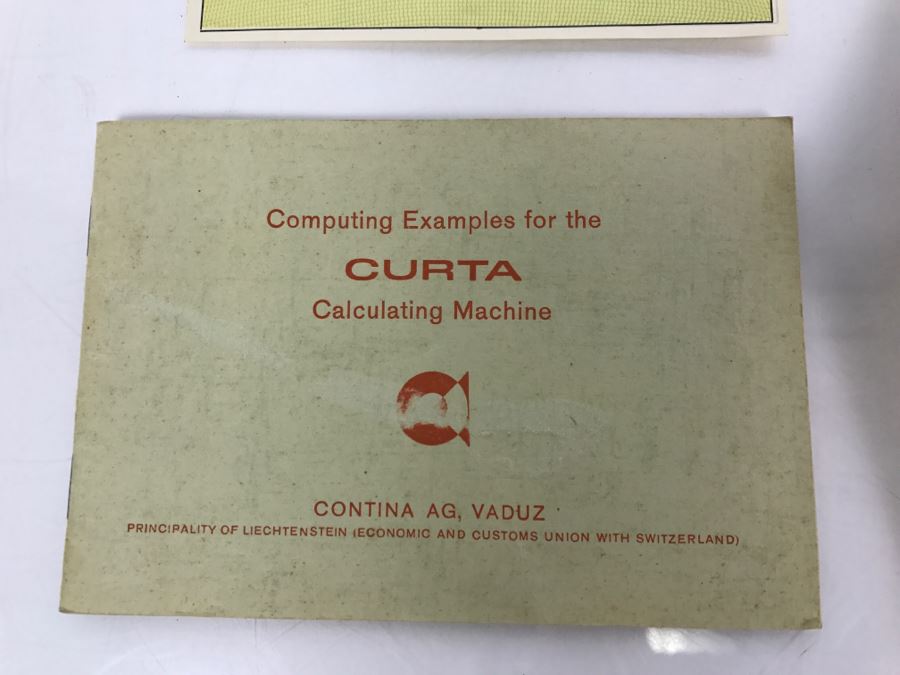 Computing Examples for the
CURTA
Calculating Machine
CONTINA AG, VADUZ
PRINCIPALITY OF LIECHTENSTEIN (ECONOMIC AND CUSTOMS UNION WITH SWITZERLAND)